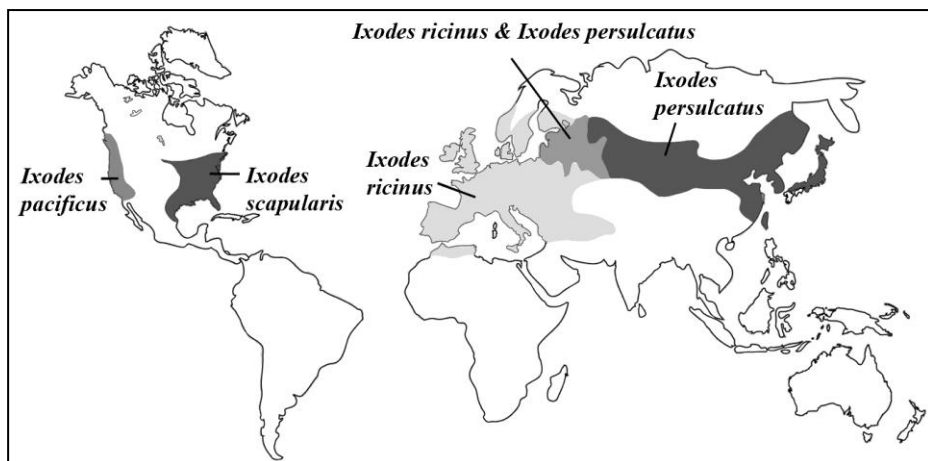 Ixodes ricinus & Ixodes persulcatus
Ixodes
persulcatus
Ixodes
ricinus
Ixodes
pacificus
Ixodes
scapularis